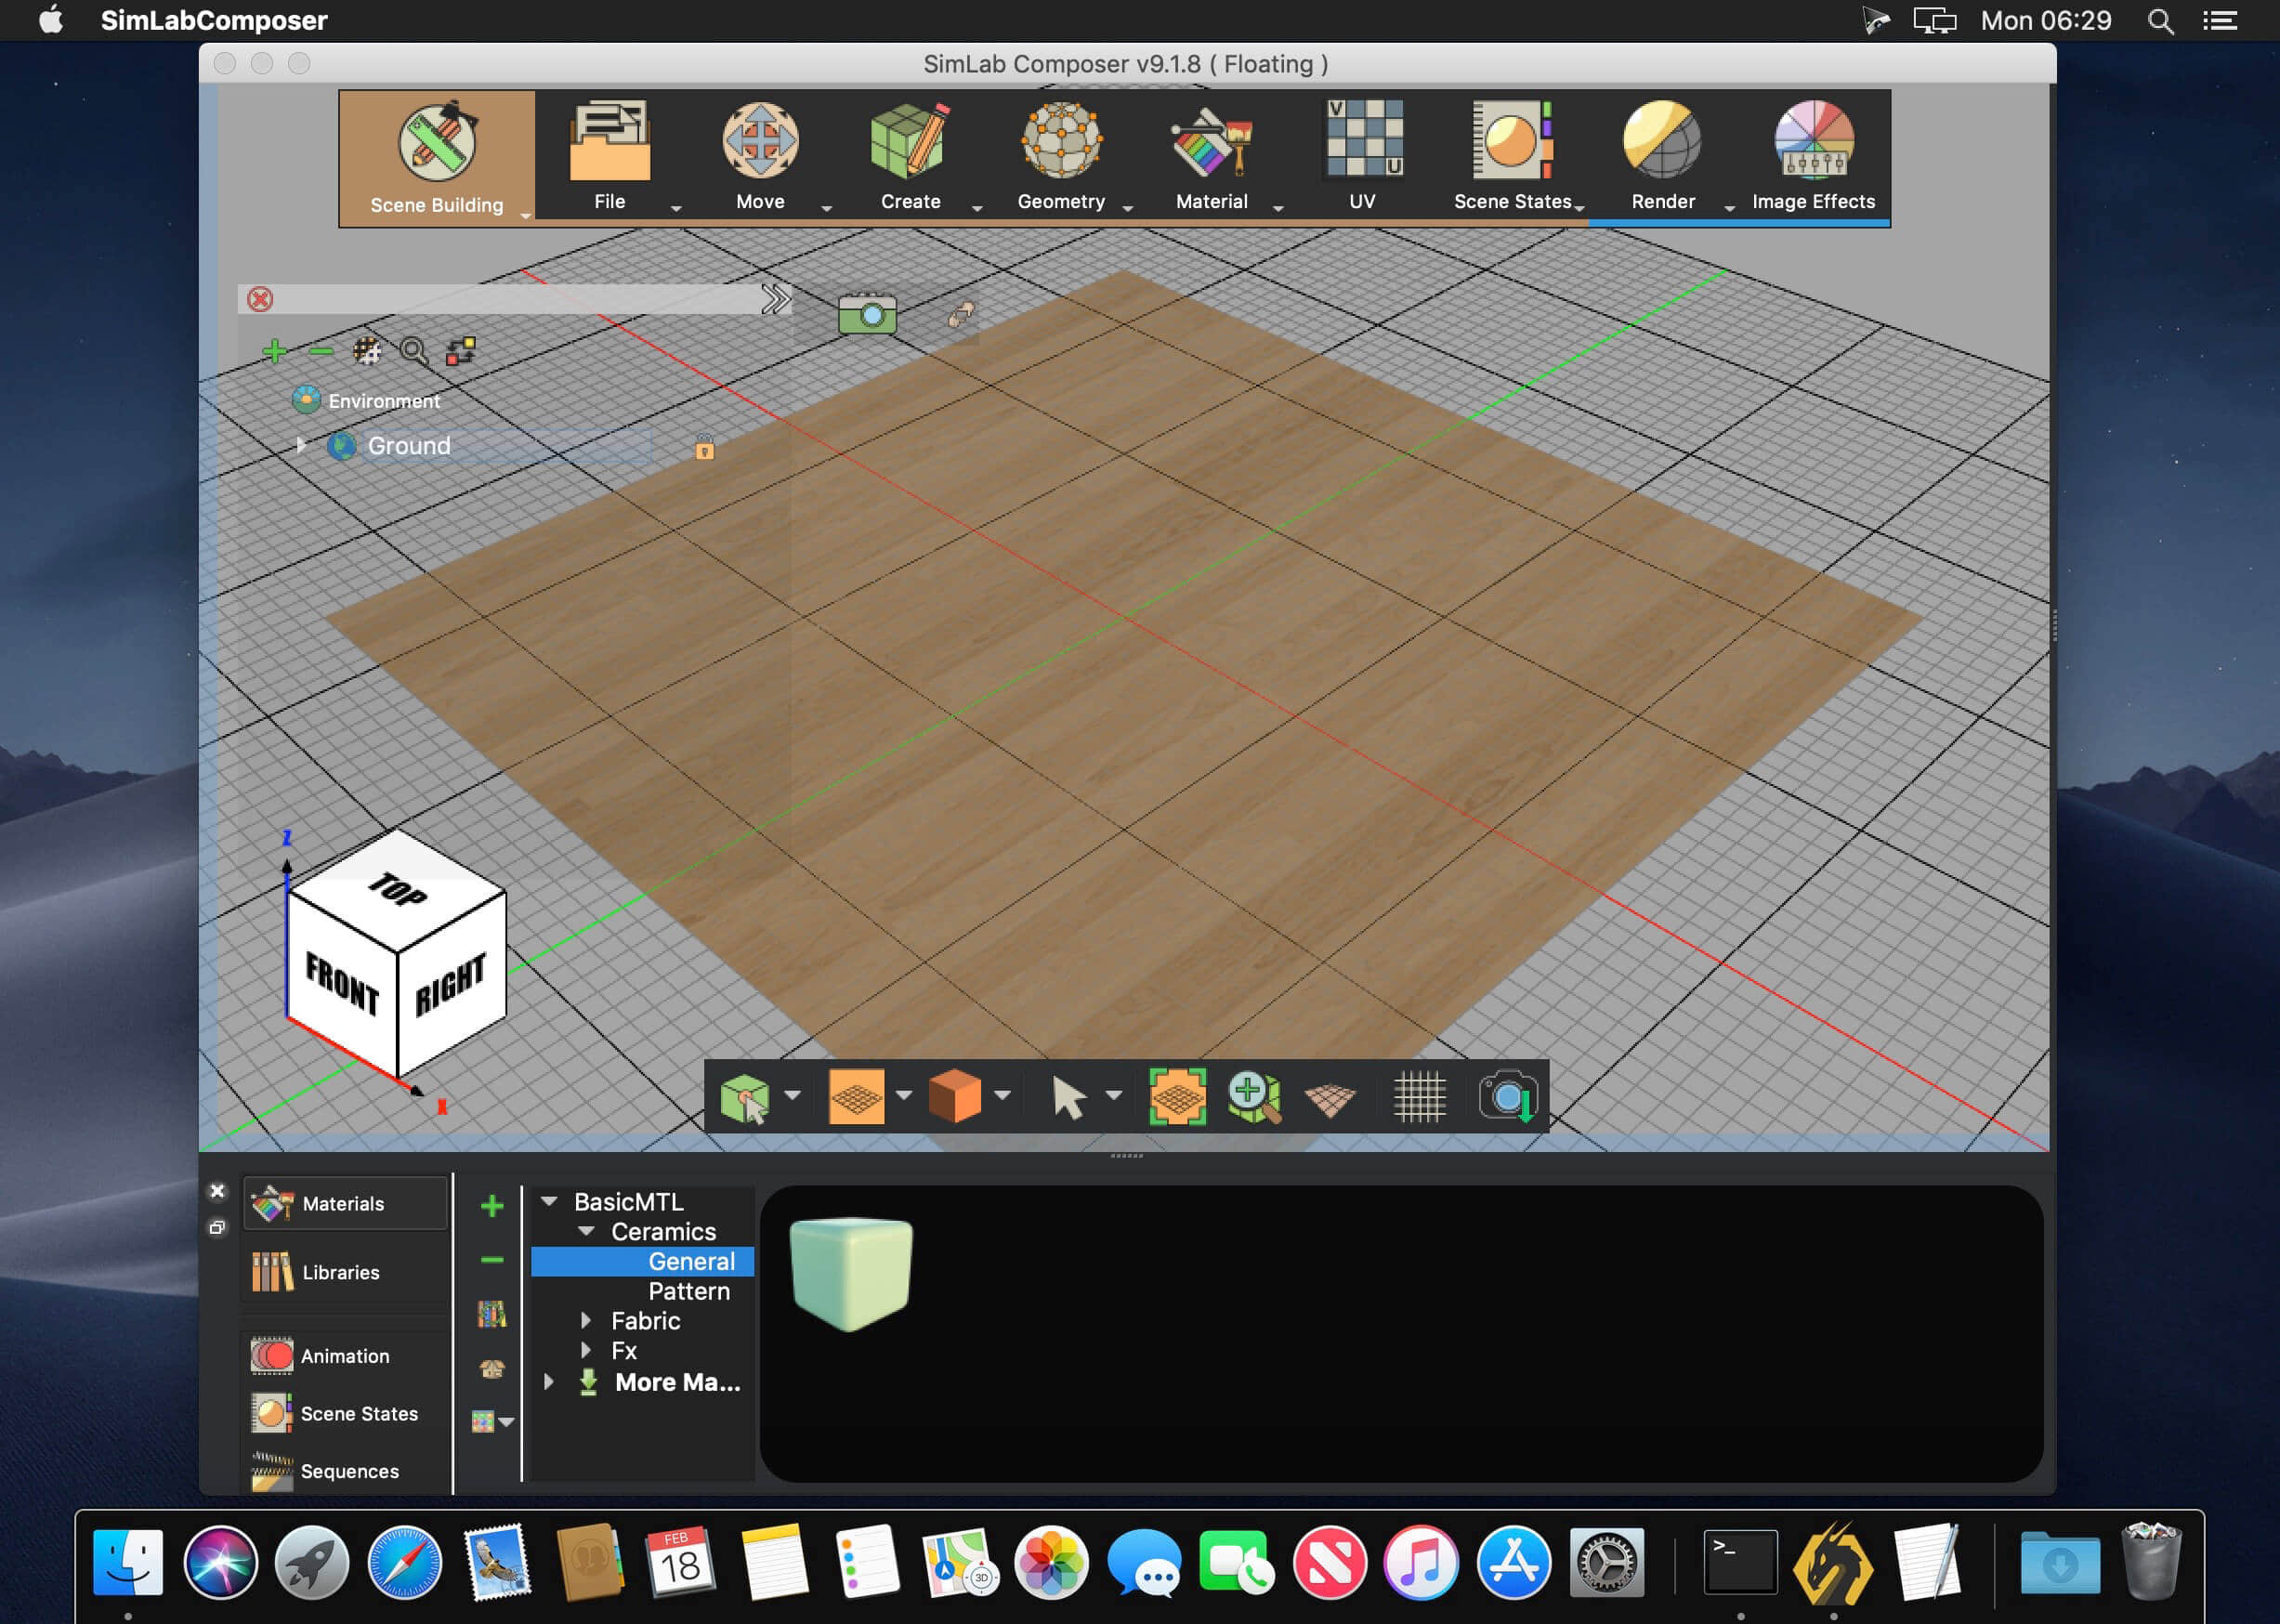 SimLabComposer
Mon 06:29
SimLab Composer v9.1.8 ( Floating )
Scene Building
File
Move
Create
Geometry
Material
V
U
UV
Scene States
Render
Image Effects
Environment
Ground
Z
TOP
FRONT
RIGHT
X
Materials
Libraries
Animation
Scene States
Sequences
BasicMTL
Ceramics
General
Pattern
Fabric
Fx
More Ma...
FEB
18
3D
>_